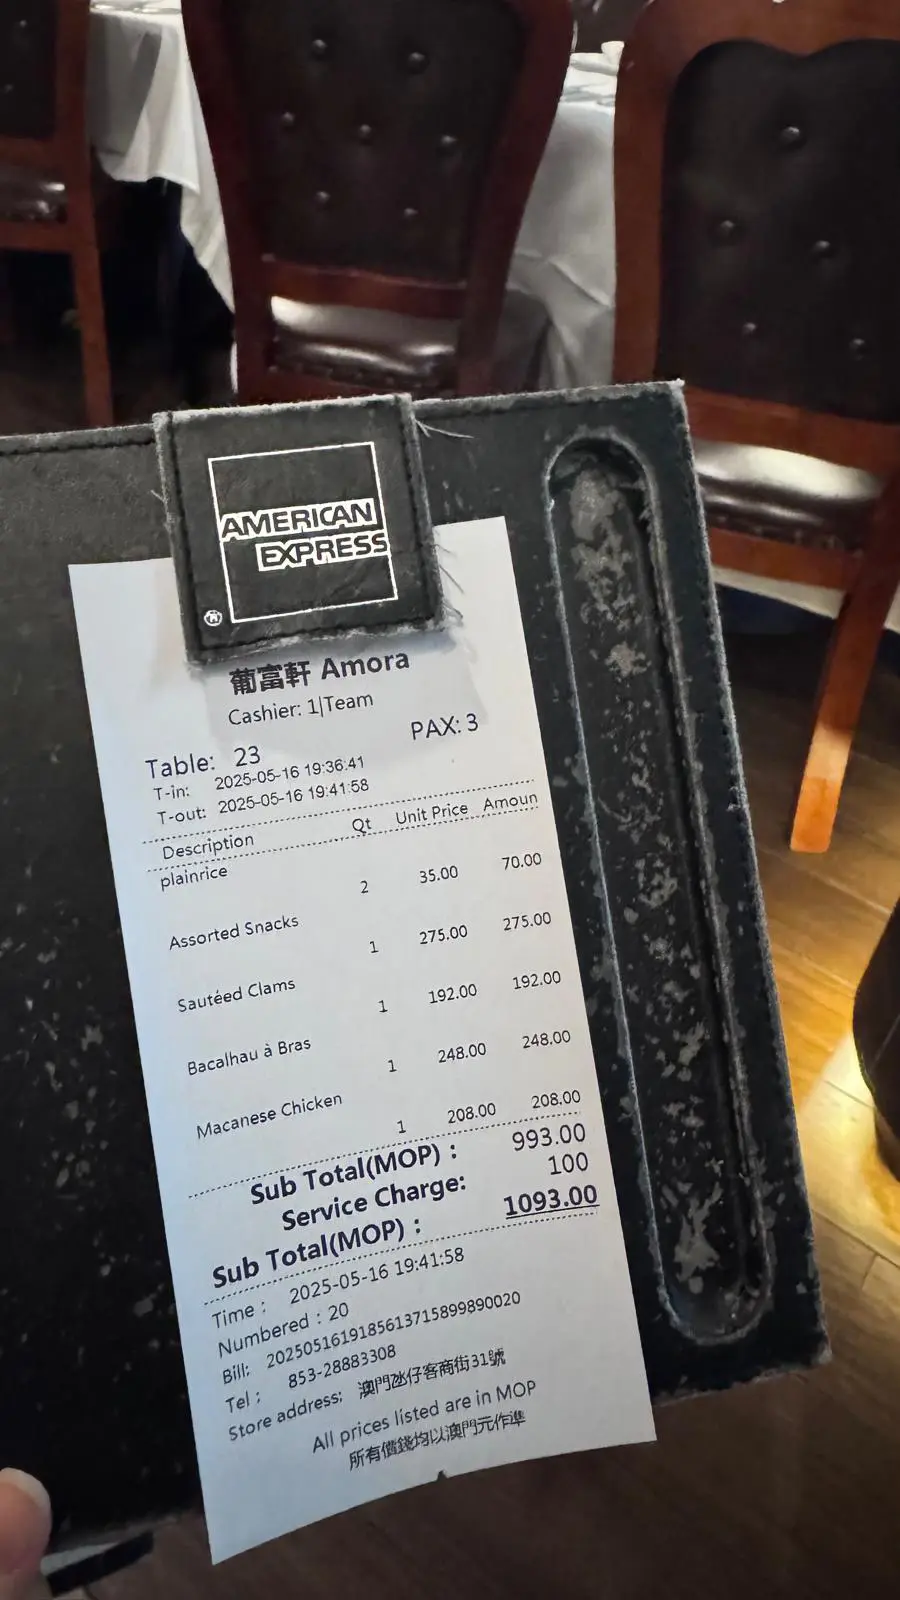 AMERICAN
EXPRESS
®
葡富軒 Amora
Cashier: 1|Team
Table: 23 PAX: 3
T-in: 2025-05-16 19:36:41
T-out: 2025-05-16 19:41:58
Description Qt Unit Price Amoun
plainrice
2 35.00 70.00
Assorted Snacks
1 275.00 275.00
Sautéed Clams
1 192.00 192.00
Bacalhau à Bras
1 248.00 248.00
Macanese Chicken
1 208.00 208.00
Sub Total(MOP) : 993.00
Service Charge: 100
Sub Total(MOP) : 1093.00
Time : 2025-05-16 19:41:58
Numbered : 20
Bill: 2025051619185613715899890020
Tel : 853-28883308
Store address: 澳門氹仔客商街31號
All prices listed are in MOP
所有價錢均以澳門元作準